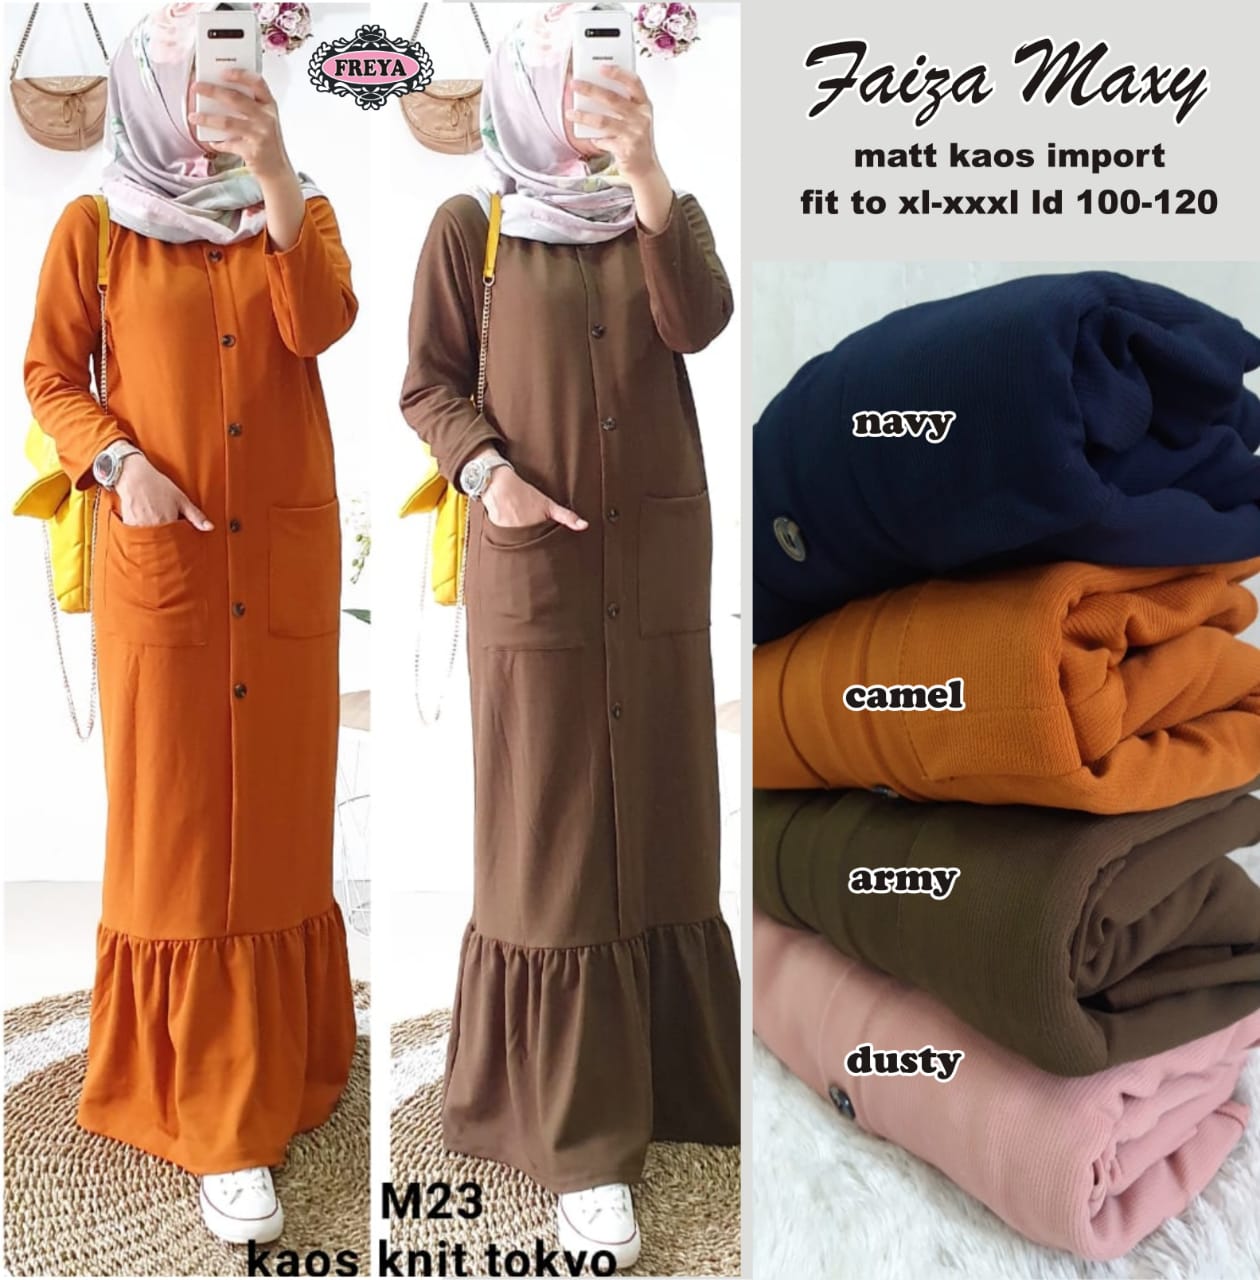 FREYA
Faiza Maxy
matt kaos import
fit to xl-xxxl ld 100-120
navy
camel
army
dusty
M23
kaos knit tokyo